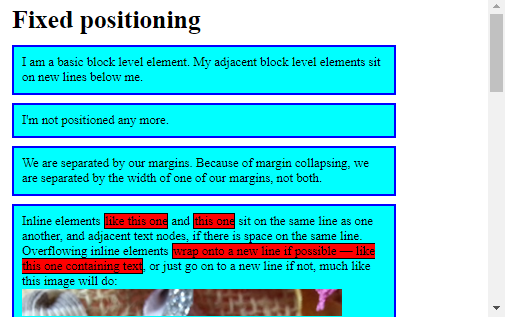 Fixed positioning
I am a basic block level element. My adjacent block level elements sit
on new lines below me.
I'm not positioned any more.
We are separated by our margins. Because of margin collapsing, we
are separated by the width of one of our margins, not both.
Inline elements like this one and this one sit on the same line as one
another, and adjacent text nodes, if there is space on the same line.
Overflowing inline elements wrap onto a new line if possible — like
this one containing text, or just go on to a new line if not, much like
this image will do: